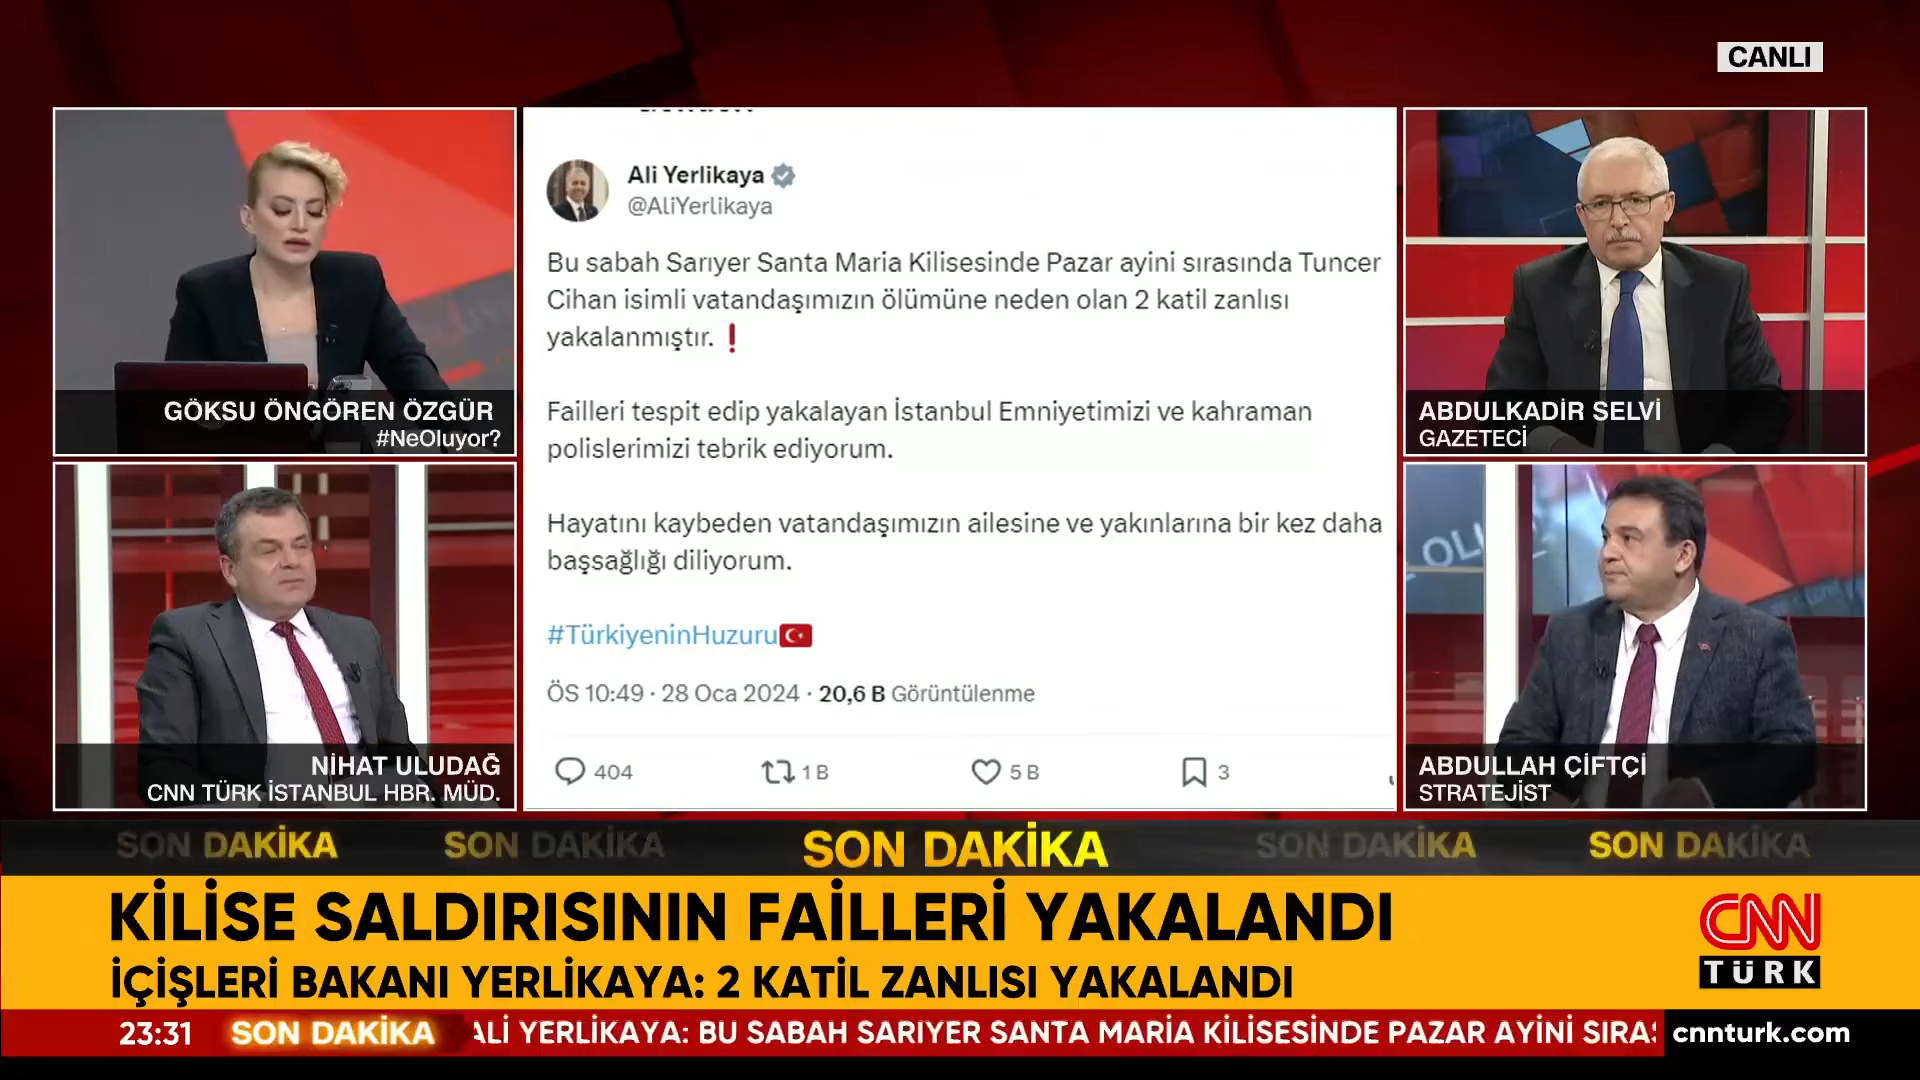 CANLI
GÖKSU ÖNGÖREN ÖZGÜR
#NeOluyor?
NİHAT ULUDAĞ
CNN TÜRK İSTANBUL HBR. MÜD.
Ali Yerlikaya
@AliYerlikaya
Bu sabah Sarıyer Santa Maria Kilisesinde Pazar ayini sırasında Tuncer
Cihan isimli vatandaşımızın ölümüne neden olan 2 katil zanlısı
yakalanmıştır. ❗
Failleri tespit edip yakalayan İstanbul Emniyetimizi ve kahraman
polislerimizi tebrik ediyorum.
Hayatını kaybeden vatandaşımızın ailesine ve yakınlarına bir kez daha
başsağlığı diliyorum.
#TürkiyeninHuzuru🇹🇷
ÖS 10:49 · 28 Oca 2024 · 20,6 B Görüntülenme
404 1 B 5 B 3
ABDULKADİR SELVİ
GAZETECİ
ABDULLAH ÇİFTÇİ
STRATEJİST
SON DAKİKA SON DAKİKA SON DAKİKA SON DAKİKA SON DAKİKA
KİLİSE SALDIRISININ FAİLLERİ YAKALANDI
İÇİŞLERİ BAKANI YERLİKAYA: 2 KATİL ZANLISI YAKALANDI
CNN
TÜRK
23:31 SON DAKİKA ALİ YERLİKAYA: BU SABAH SARIYER SANTA MARİA KİLİSESİNDE PAZAR AYİNİ SIRAS
cnnturk.com